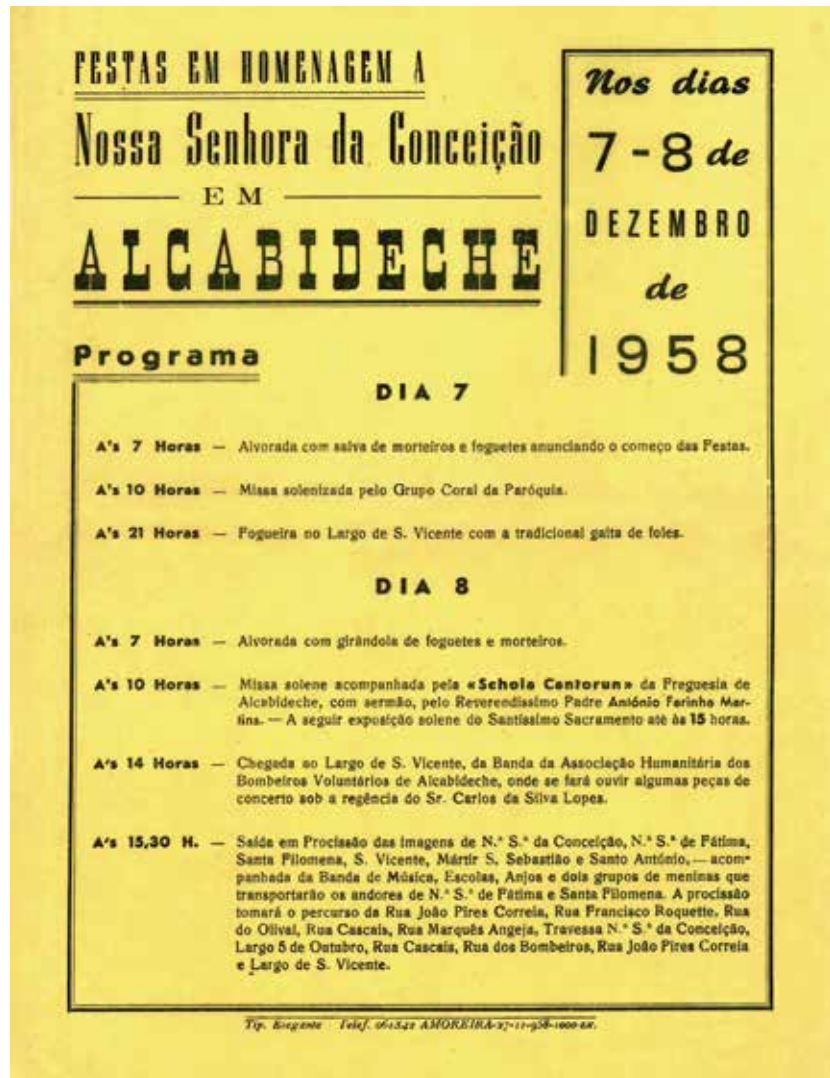 FESTAS EM HOMENAGEM A
Nossa Senhora da Conceição
EM
ALCABIDECHE
Nos dias
7-8 de
DEZEMBRO
de
1958
Programa
DIA 7
A's 7 Horas — Alvorada com salva de morteiros e foguetes anunciando o começo das Festas.
A's 10 Horas — Missa solenizada pelo Grupo Coral da Paróquia.
A's 21 Horas — Fogueira no Largo de S. Vicente com a tradicional gaita de foles.
DIA 8
A's 7 Horas — Alvorada com girândola de foguetes e morteiros.
A's 10 Horas — Missa solene acompanhada pela «Schola Cantorun» da Freguesia de
Alcabideche, com sermão, pelo Reverendíssimo Padre António Farinha Mar-
tins. — A seguir exposição solene do Santíssimo Sacramento até às 15 horas.
A's 14 Horas — Chegada ao Largo de S. Vicente, da Banda da Associação Humanitária dos
Bombeiros Voluntários de Alcabideche, onde se fará ouvir algumas peças de
concerto sob a regência do Sr. Carlos da Silva Lopes.
A's 15,30 H. — Saída em Procissão das imagens de N.ª S.ª da Conceição, N.ª S.ª de Fátima,
Santa Filomena, S. Vicente, Mártir S. Sebastião e Santo António, — acom-
panhada da Banda de Música, Escolas, Anjos e dois grupos de meninas que
transportarão os andores de N.ª S.ª de Fátima e Santa Filomena. A procissão
tomará o percurso da Rua João Pires Correia, Rua Francisco Roquette, Rua
do Olival, Rua Cascais, Rua Marquês Angeja, Travessa N.ª S.ª da Conceição,
Largo 5 de Outubro, Rua Cascais, Rua dos Bombeiros, Rua João Pires Correia
e Largo de S. Vicente.
Tip. Elegante Telef. 061542 AMOREIRA-27-11-958-1000 ex.